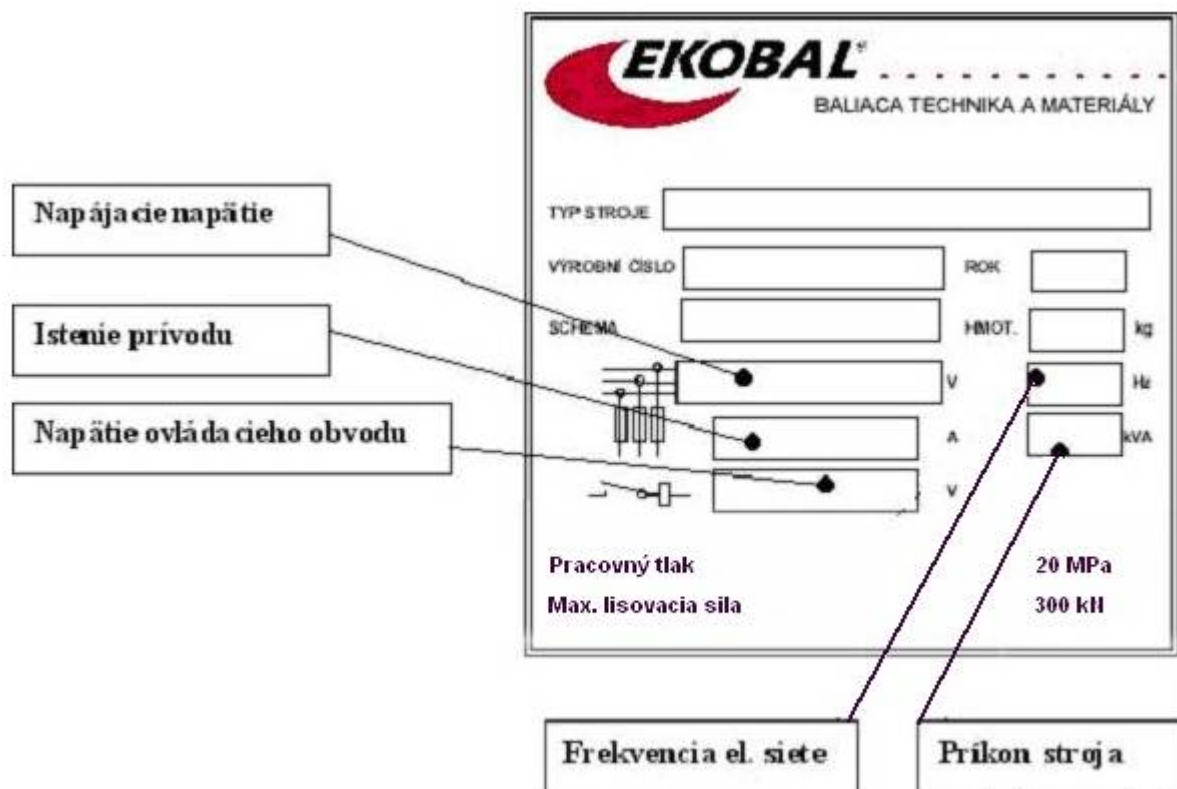 EKOBAL®
BALIACA TECHNIKA A MATERIÁLY
Napájacie napätie
TYP STROJE
VÝROBNÍ ČÍSLO ROK
Istenie prívodu
SCHEMA HMOT. kg
V Hz
Napätie ovládacieho obvodu
A kVA
V
Pracovný tlak 20 MPa
Max. lisovacia sila 300 kN
Frekvencia el. siete Príkon stroja